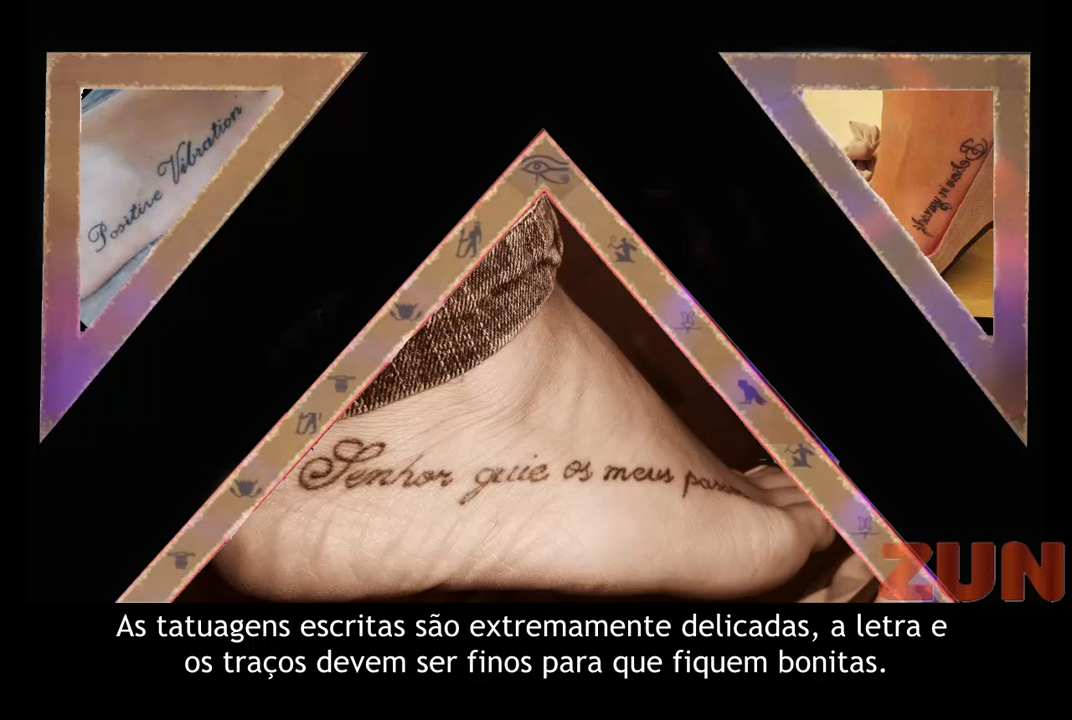 Positive Vibration
Senhor guie os meus
ZUN
As tatuagens escritas são extremamente delicadas, a letra e
os traços devem ser finos para que fiquem bonitas.